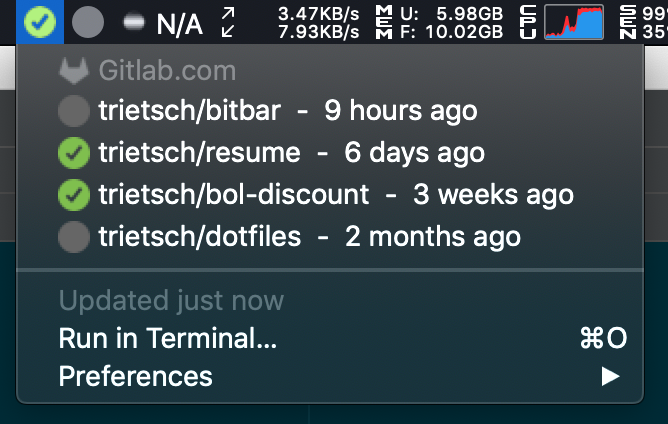 N/A 3.47KB/s MEM U: 5.98GB CPU SEN 99
7.93KB/s F: 10.02GB 35
Gitlab.com
trietsch/bitbar - 9 hours ago
trietsch/resume - 6 days ago
trietsch/bol-discount - 3 weeks ago
trietsch/dotfiles - 2 months ago
Updated just now
Run in Terminal... ⌘O
Preferences